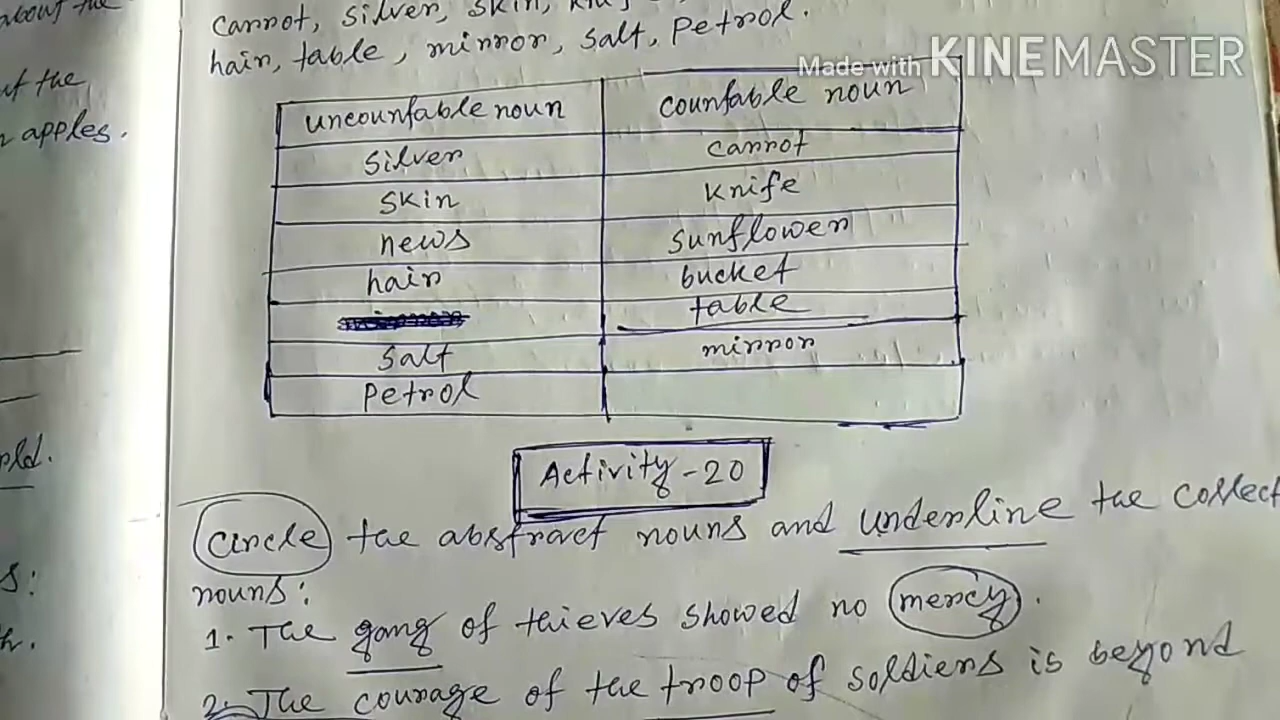 about the
carrot, silver, skin,
hair, table, mirror, salt, petrol.
Made with KINEMASTER
the
apples.
uncountable noun countable noun
silver carrot
skin knife
news sunflower
hair bucket
table
salt mirror
petrol
Activity-20
circle the abstract nouns and underline the collect
nouns:
1. The gang of thieves showed no mercy.
2. The courage of the troop of soldiers is beyond